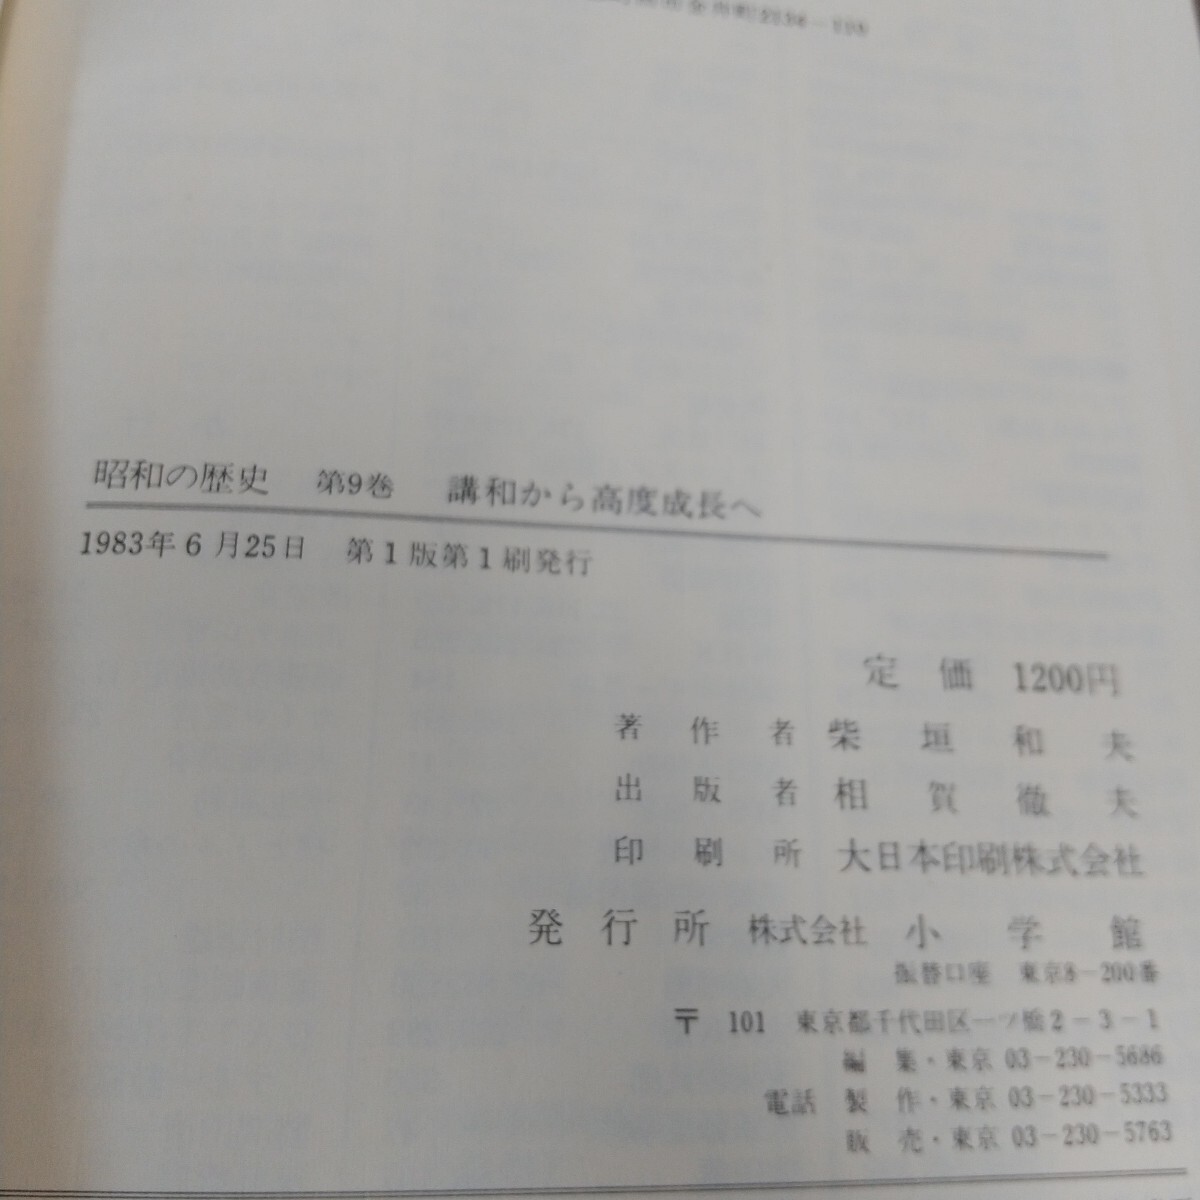 昭和の歴史 第9巻 講和から高度成長へ
1983年6月25日 第1版第1刷発行
定価 1200円
著作者 柴垣和夫
出版者 相賀徹夫
印刷所 大日本印刷株式会社
発行所 株式会社 小学館
振替口座 東京8-200番
〒101 東京都千代田区一ツ橋2-3-1
編集・東京 03-230-5686
電話 製作・東京 03-230-5333
販売・東京 03-230-5763